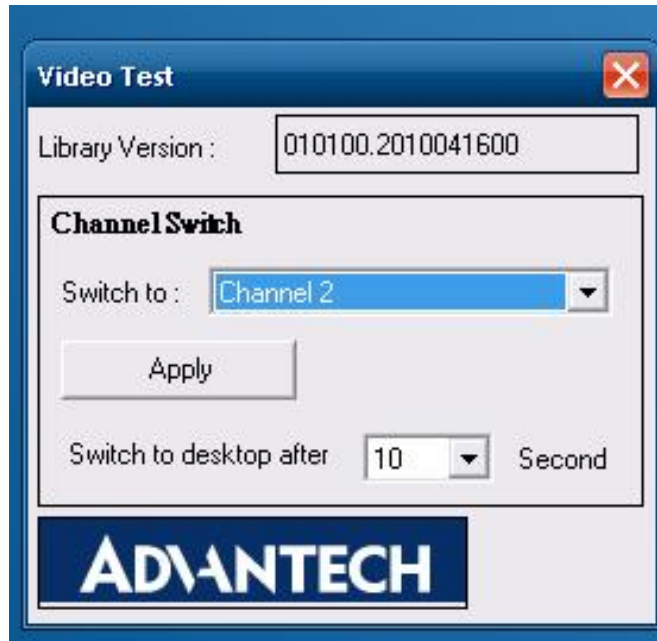 Video Test
Library Version : 010100.2010041600
Channel Switch
Switch to : Channel 2
Apply
Switch to desktop after 10 Second
ADVANTECH